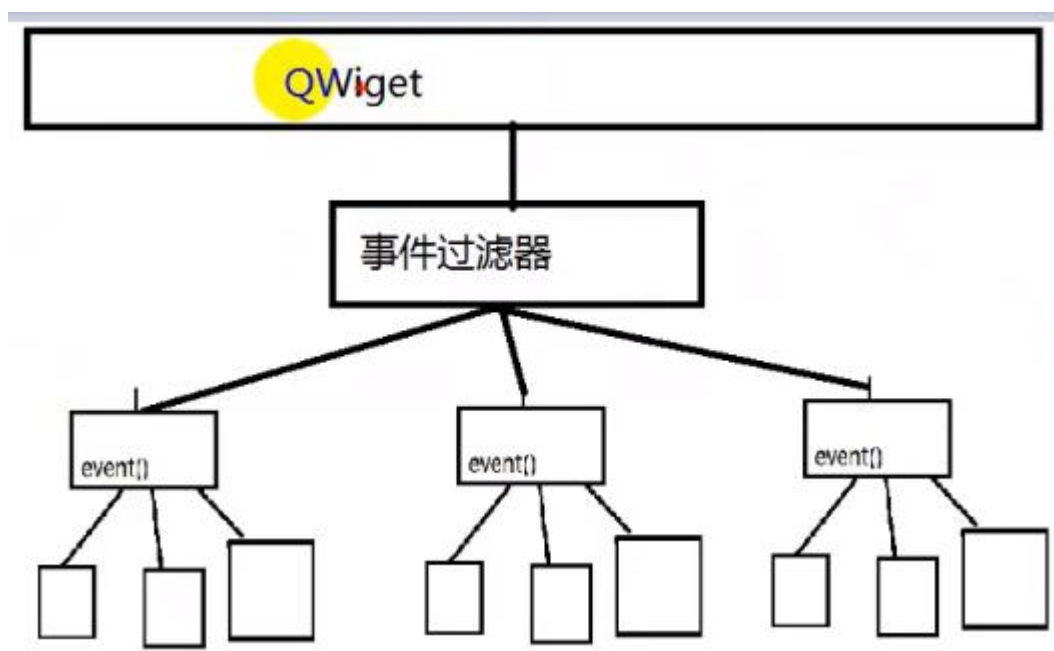 QWiget
事件过滤器
event()
event()
event()